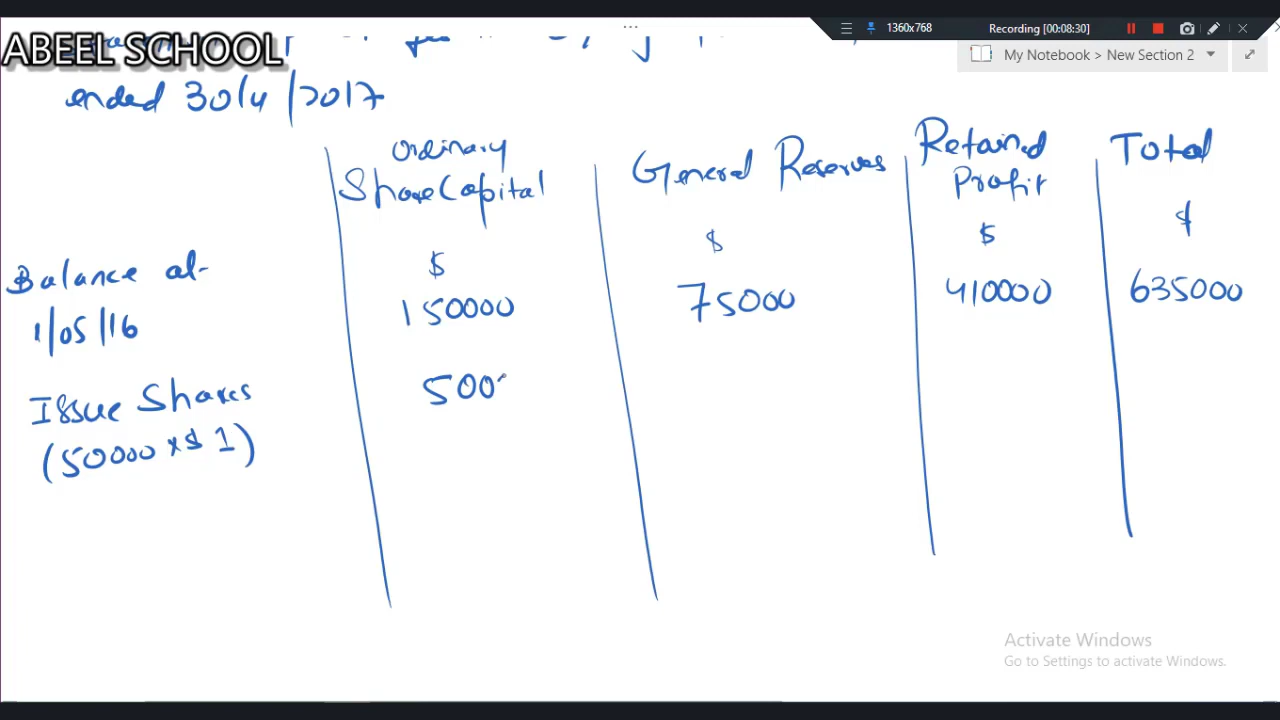 1360x768
Recording [00:08:30]
ABEEL SCHOOL
My Notebook > New Section 2
ended 30/4/2017
Ordinary Share Capital
General Reserves
Retained Profit
Total
$
$
$
$
Balance at
1/05/16
150000
75000
410000
635000
Issue Shares
(50000 x $ 1)
500
Activate Windows
Go to Settings to activate Windows.